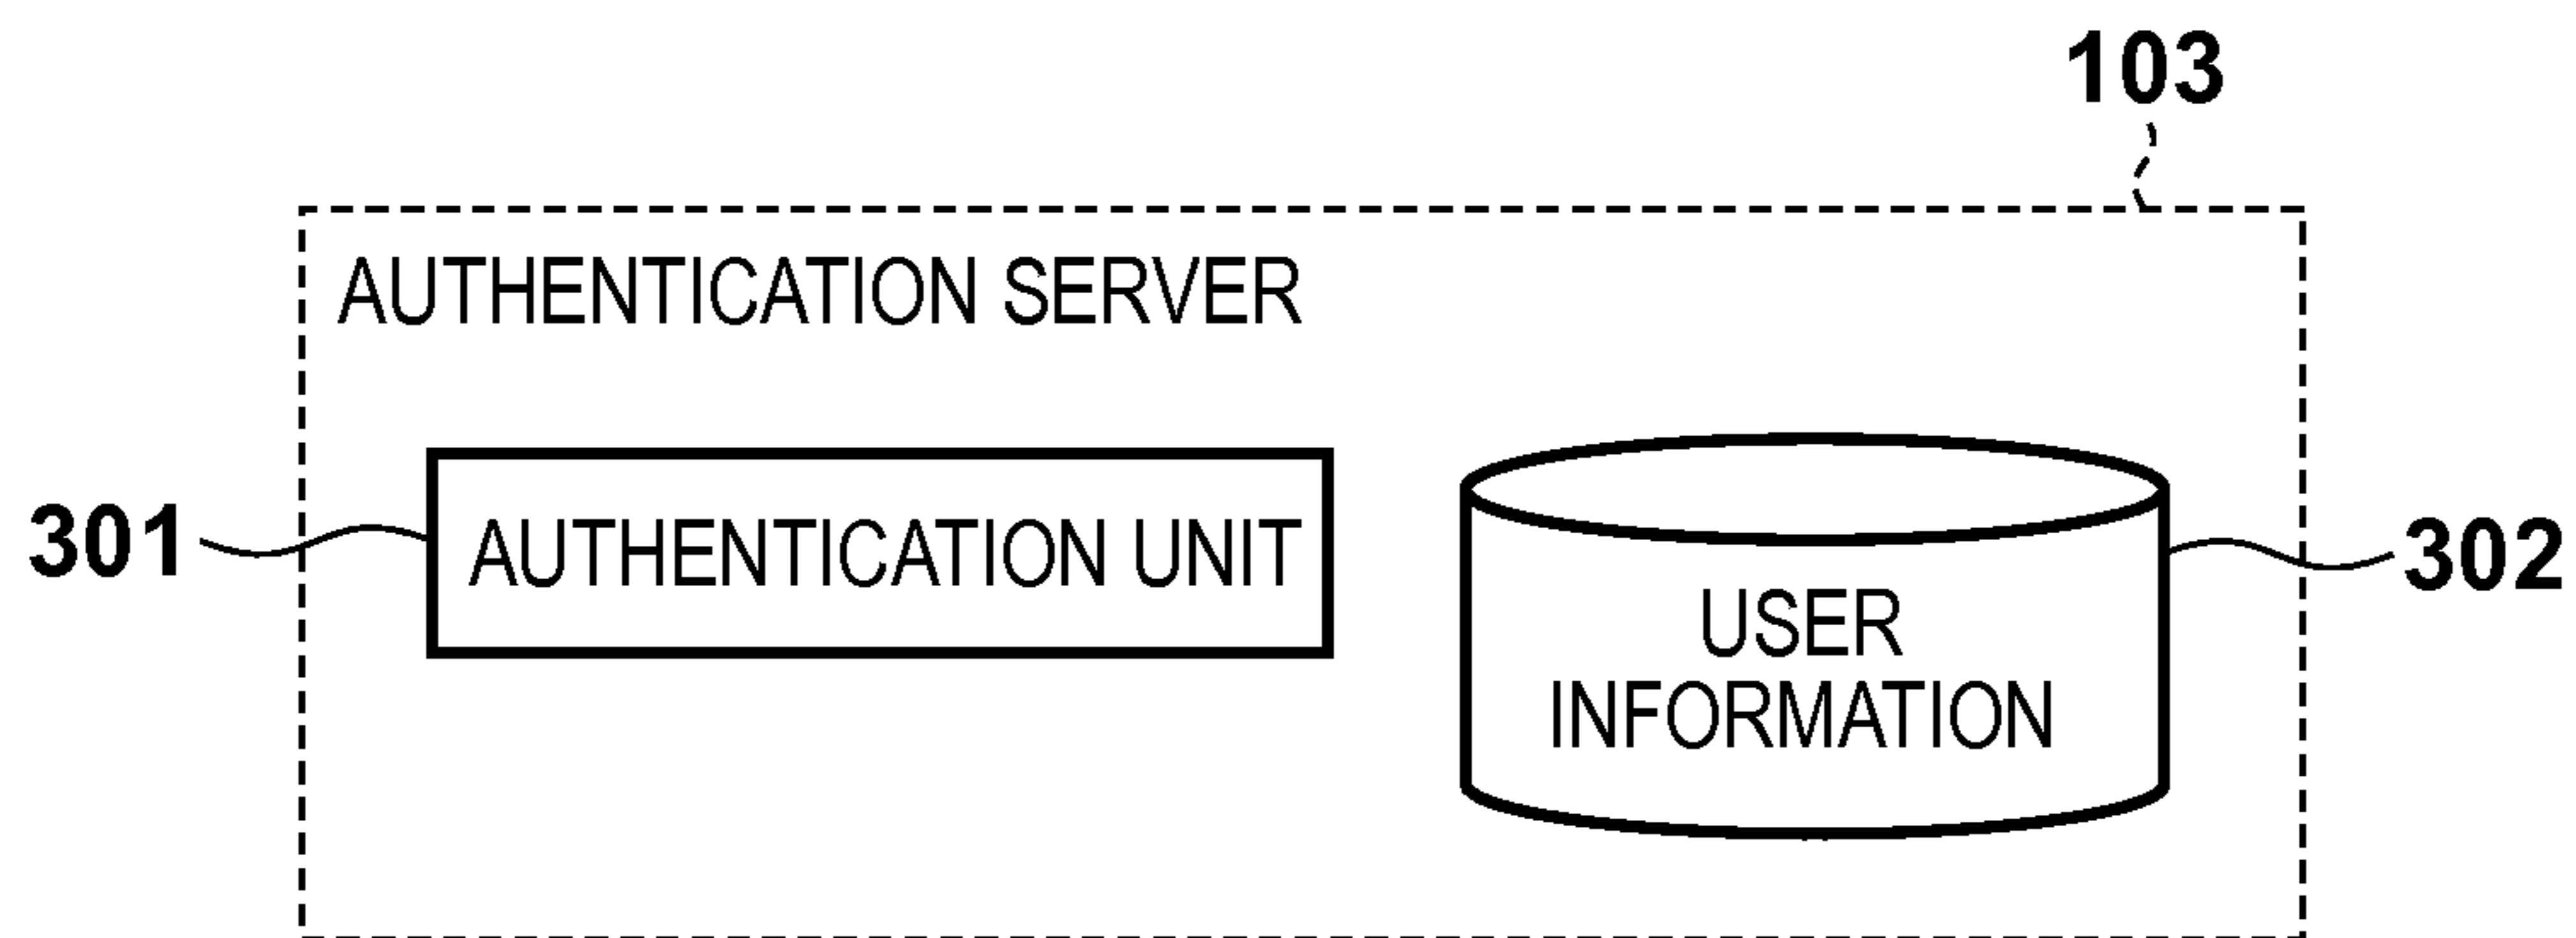 103
AUTHENTICATION SERVER
301
AUTHENTICATION UNIT
302
USER
INFORMATION